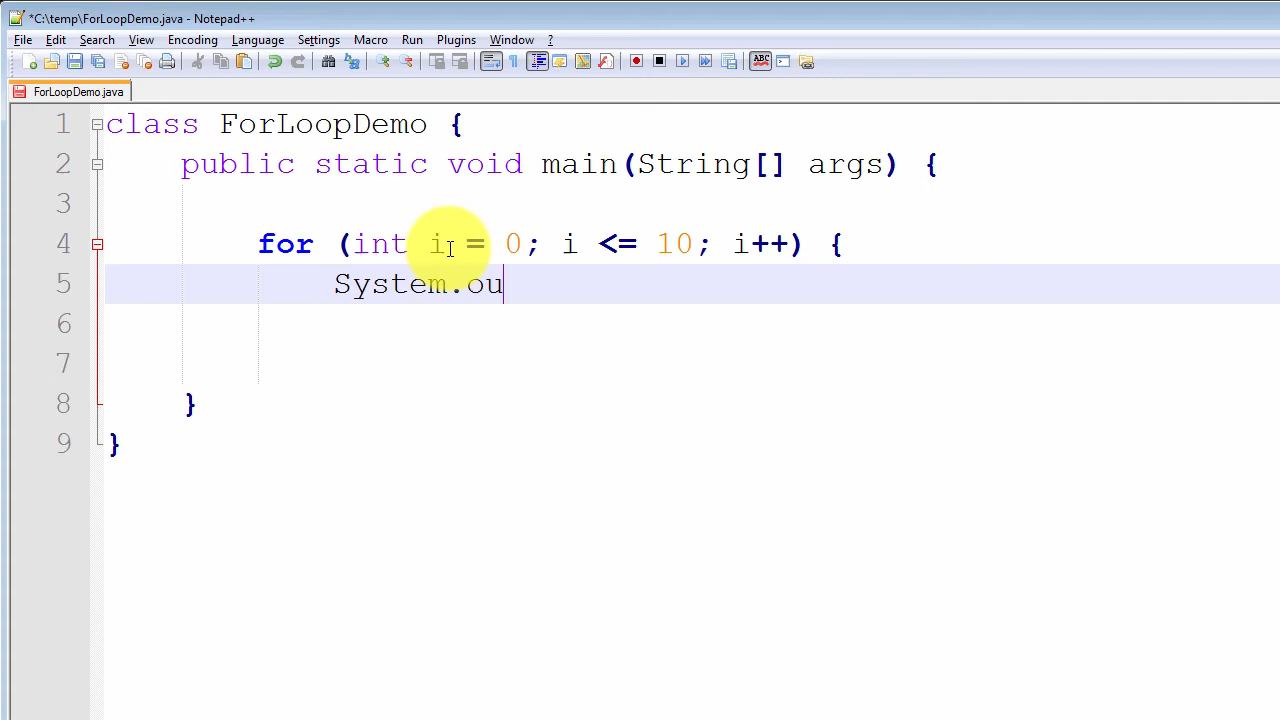 *C:\temp\ForLoopDemo.java - Notepad++
File Edit Search View Encoding Language Settings Macro Run Plugins Window ?
ABC
ForLoopDemo.java
1 class ForLoopDemo {
2 public static void main(String[] args) {
3
4 for (int i = 0; i <= 10; i++) {
5 System.ou
6
7
8 }
9 }